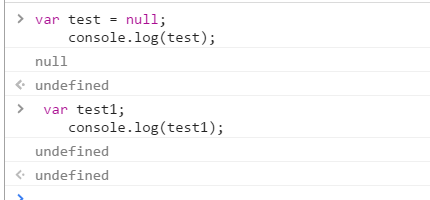 var test = null;
console.log(test);
null
undefined
var test1;
console.log(test1);
undefined
undefined